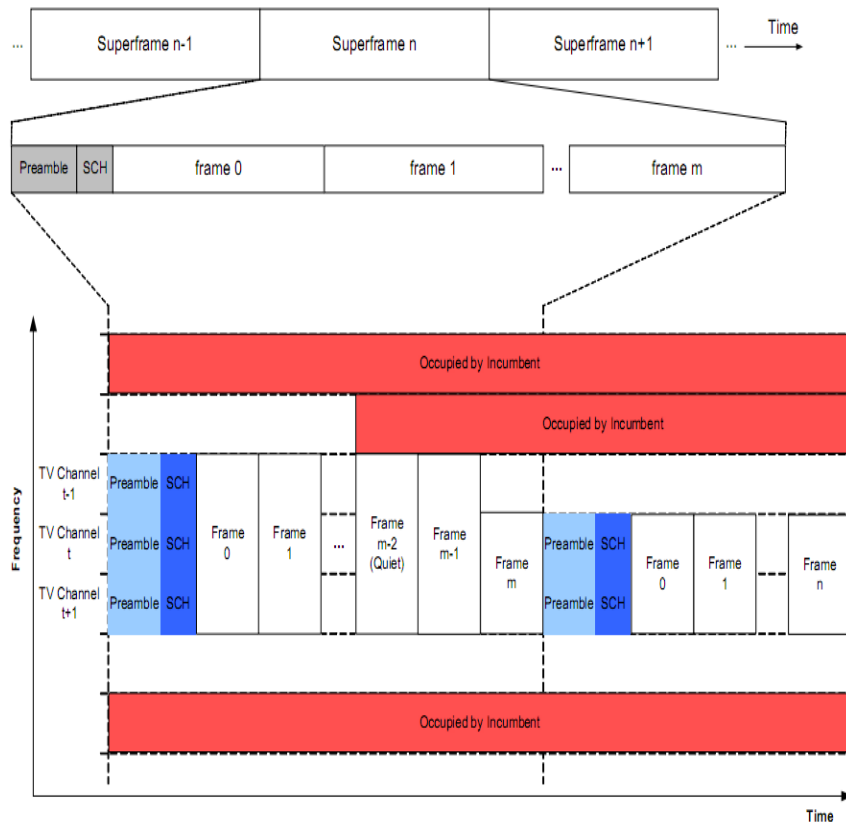 ... Superframe n-1 Superframe n Superframe n+1 ... Time
Preamble SCH frame 0 frame 1 ... frame m
Occupied by Incumbent
Occupied by Incumbent
Frequency
TV Channel t-1
TV Channel t
TV Channel t+1
Preamble SCH
Preamble SCH
Preamble SCH
Frame 0
Frame 1
...
Frame m-2 (Quiet)
Frame m-1
Frame m
Preamble SCH
Preamble SCH
Frame 0
Frame 1
Frame n
Occupied by Incumbent
Time